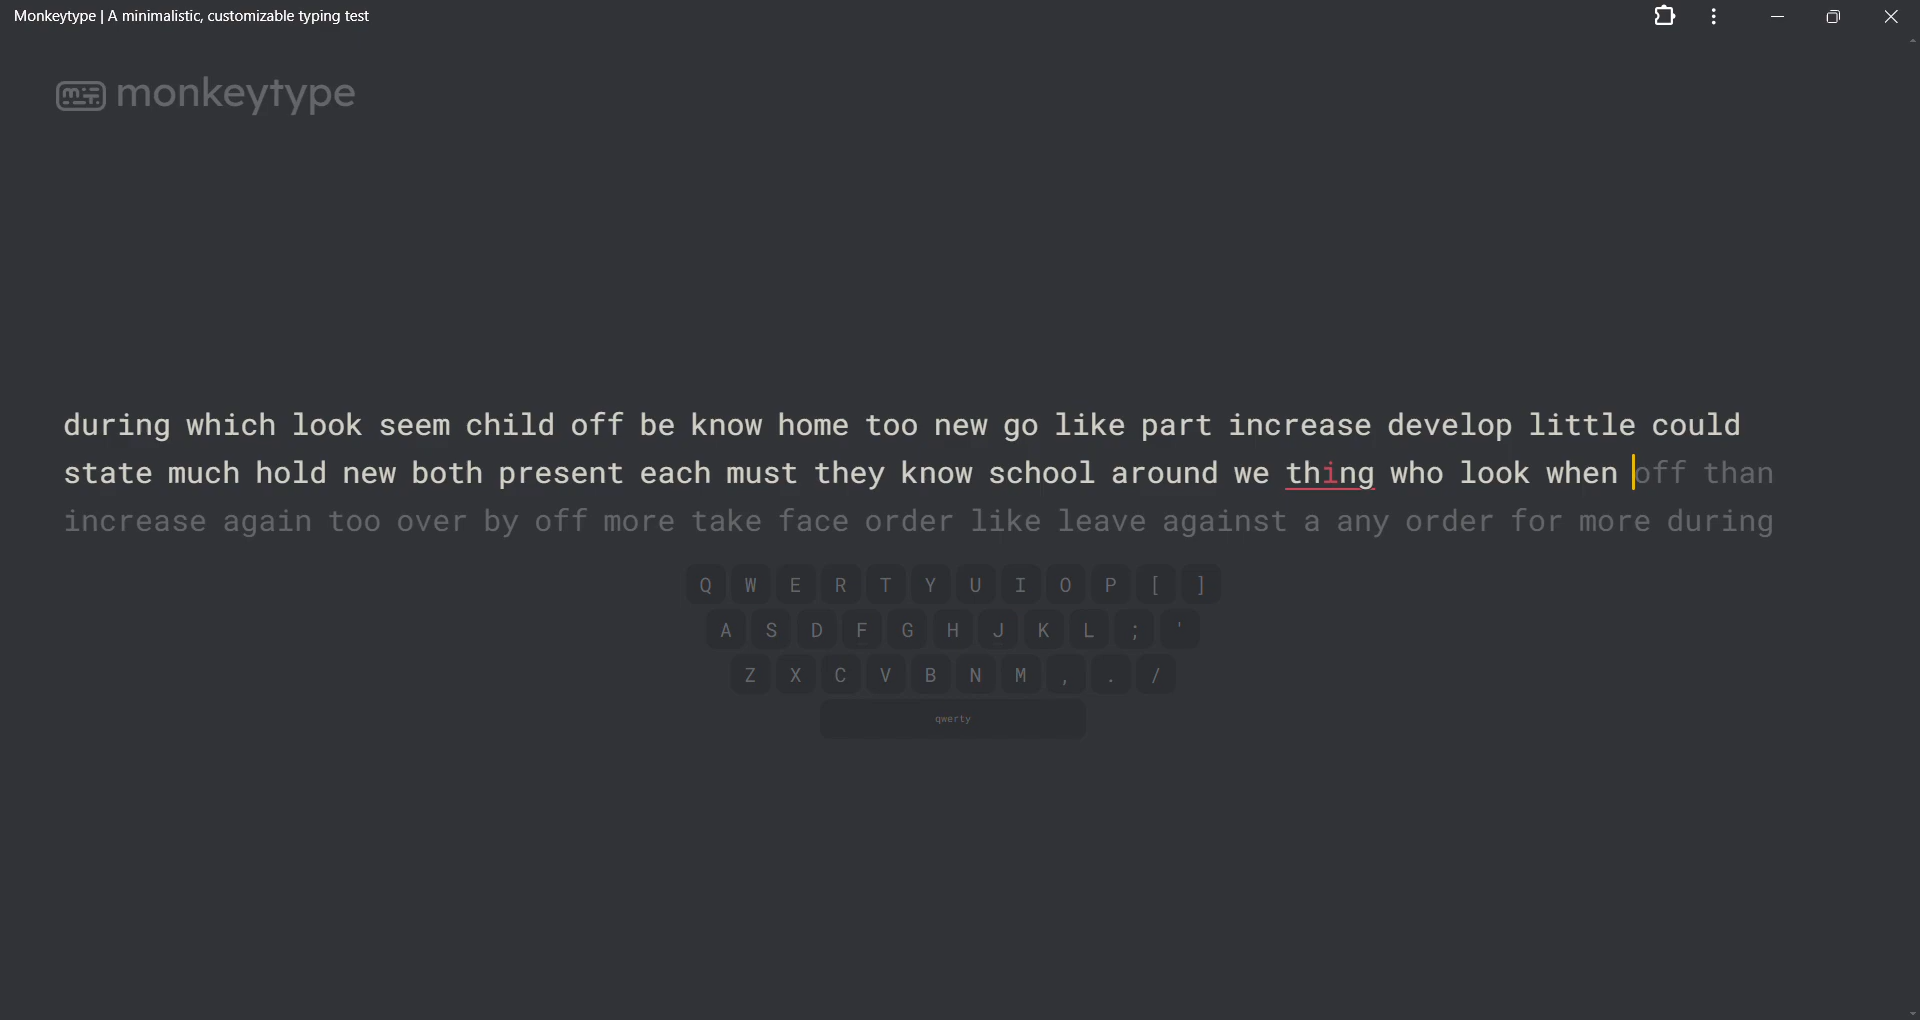 Monkeytype | A minimalistic, customizable typing test
monkeytype
during which look seem child off be know home too new go like part increase develop little could
state much hold new both present each must they know school around we thing who look when off than
increase again too over by off more take face order like leave against a any order for more during
Q W E R T Y U I O P [ ]
A S D F G H J K L ; '
Z X C V B N M , . /
qwerty